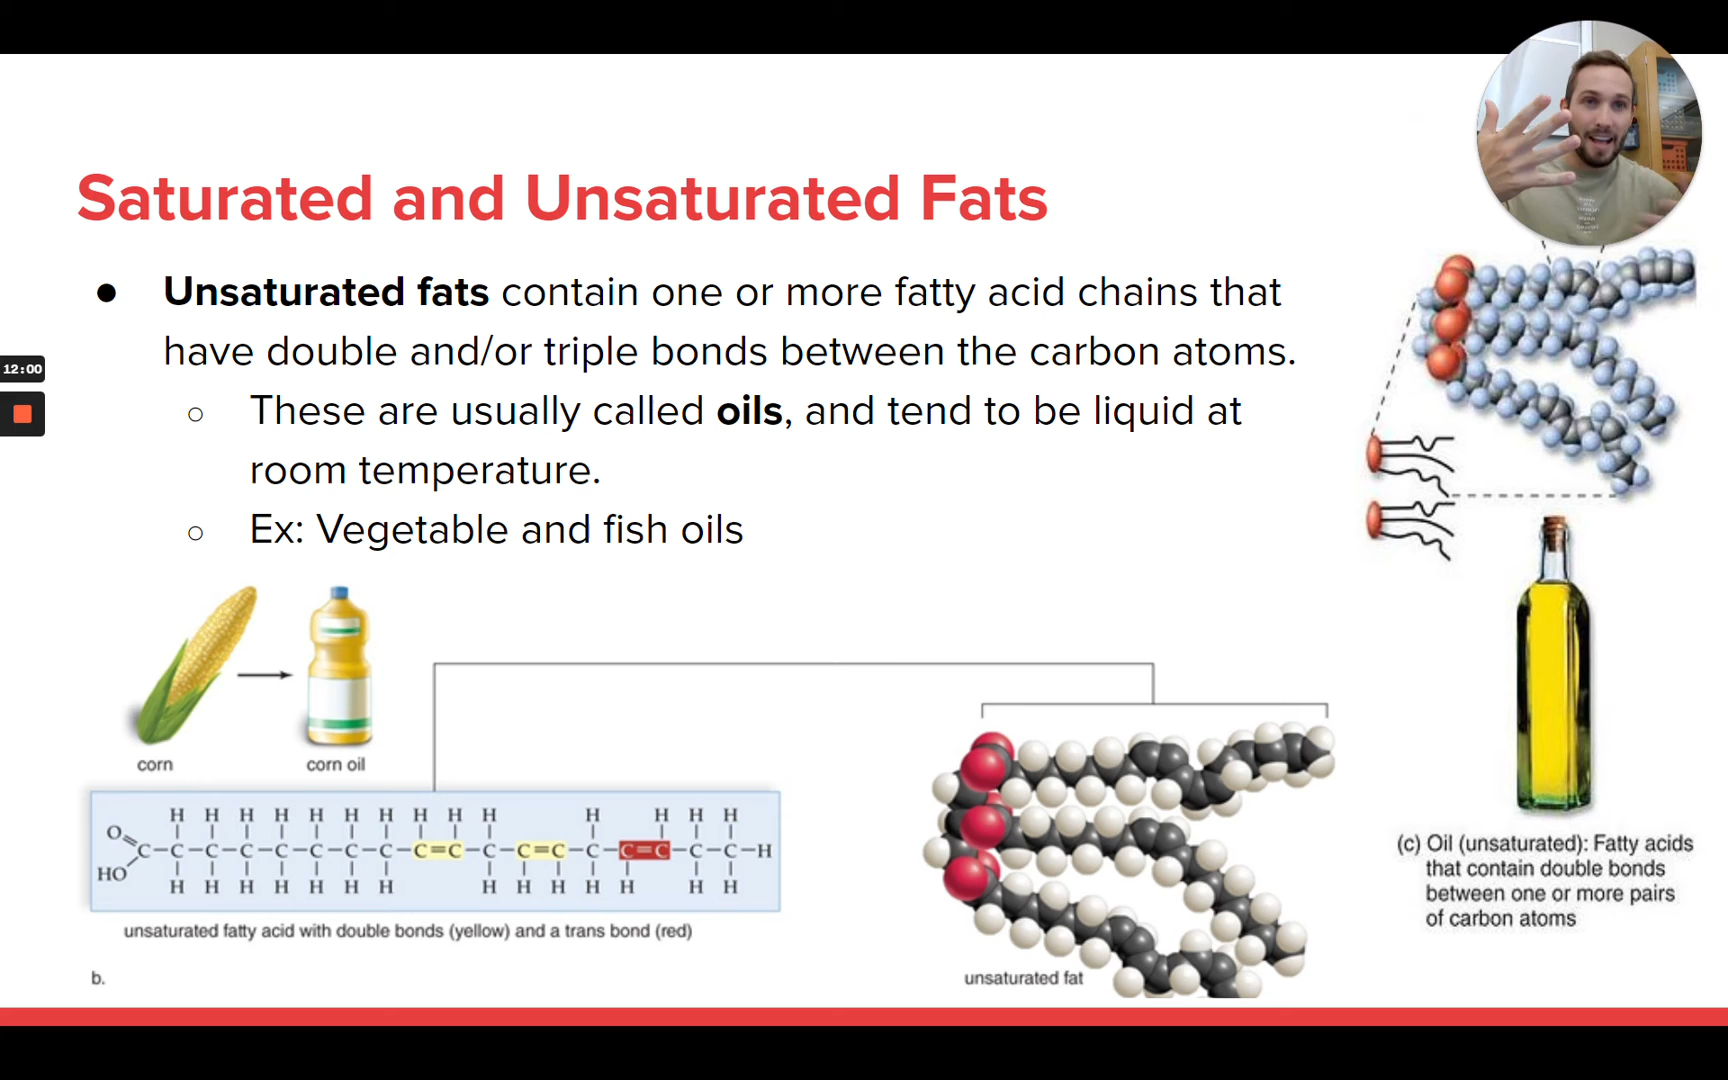 Saturated and Unsaturated Fats
● Unsaturated fats contain one or more fatty acid chains that
have double and/or triple bonds between the carbon atoms.
○ These are usually called oils, and tend to be liquid at
room temperature.
○ Ex: Vegetable and fish oils
12:00
corn
corn oil
H H H H H H H H H H H H H H
O
C-C-C-C-C-C-C-C-C=C-C-C=C-C-C=C-C-C-H
HO
H H H H H H H H H H H H H H
unsaturated fatty acid with double bonds (yellow) and a trans bond (red)
b.
unsaturated fat
(c) Oil (unsaturated): Fatty acids
that contain double bonds
between one or more pairs
of carbon atoms